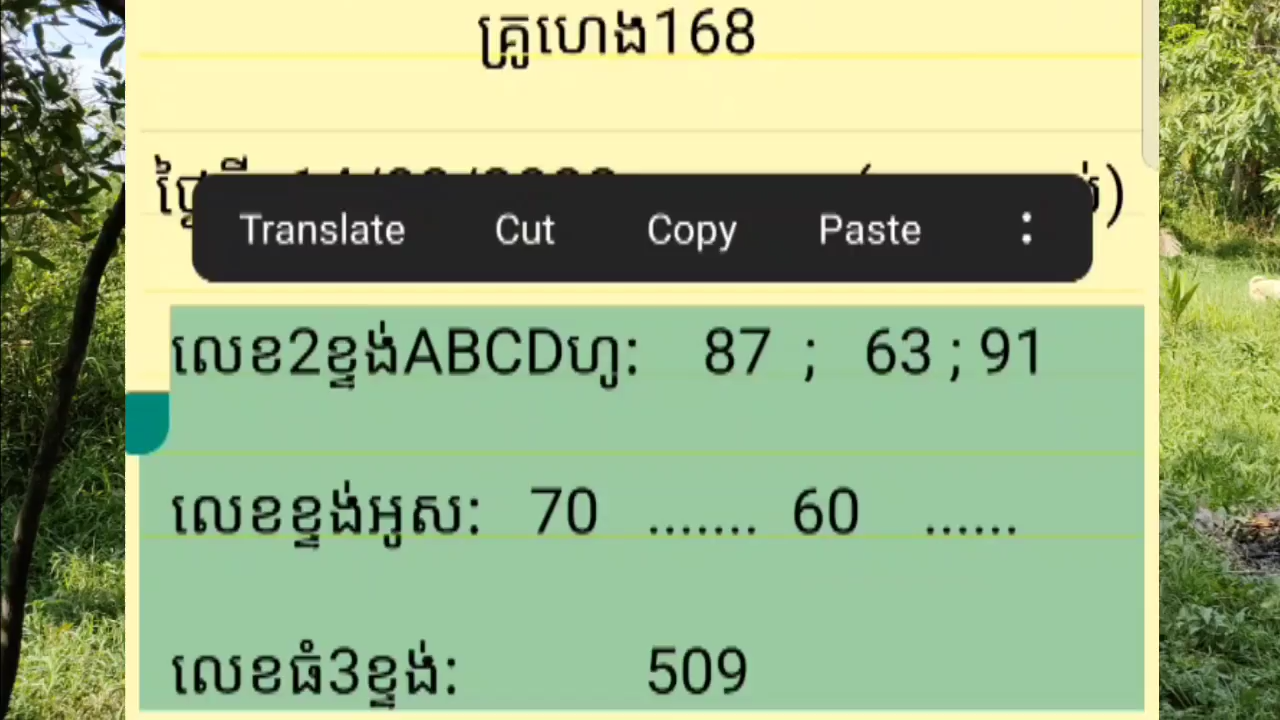 គ្រូហេង168
Translate Cut Copy Paste
លេខ2ខ្ទង់ABCDហ្វ: 87 ; 63 ; 91
លេខខ្ទង់អូស: 70 ....... 60 ......
លេខធំ3ខ្ទង់: 509